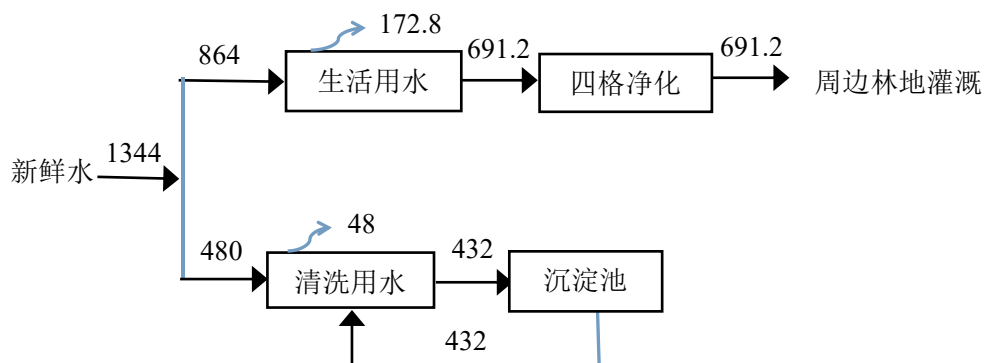 172.8
864
691.2
691.2
生活用水
四格净化
周边林地灌溉
1344
新鲜水
48
480
432
清洗用水
沉淀池
432